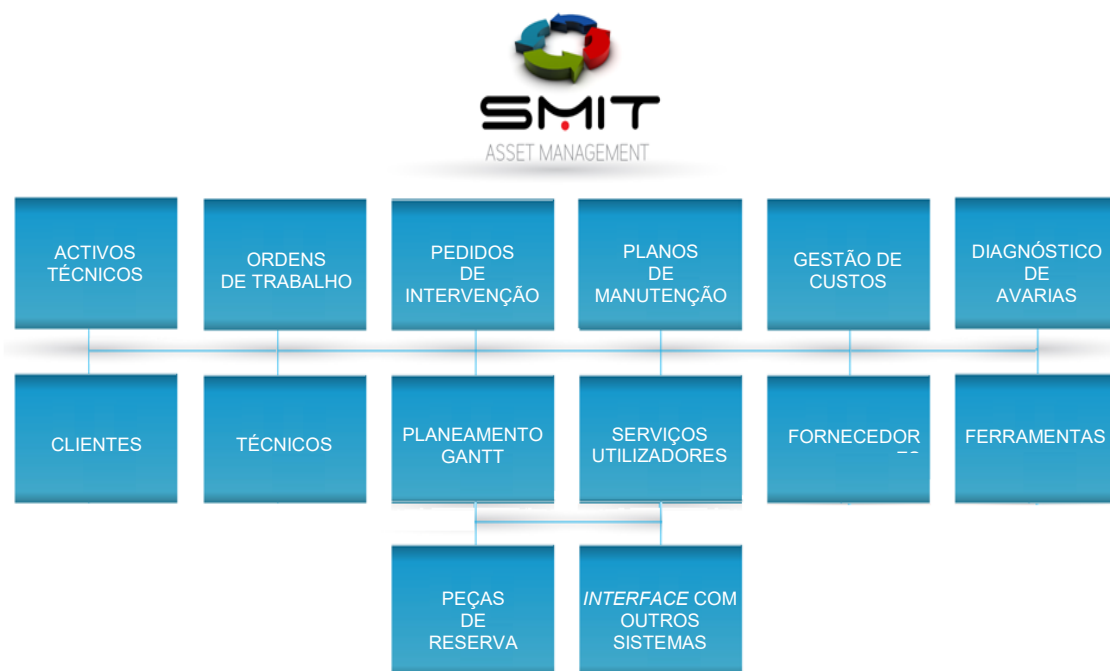 SMIT
ASSET MANAGEMENT
ACTIVOS
TÉCNICOS
ORDENS
DE TRABALHO
PEDIDOS
DE
INTERVENÇÃO
PLANOS
DE
MANUTENÇÃO
GESTÃO DE
CUSTOS
DIAGNÓSTICO
DE
AVARIAS
CLIENTES
TÉCNICOS
PLANEAMENTO
GANTT
SERVIÇOS
UTILIZADORES
FORNECEDOR
FERRAMENTAS
PEÇAS
DE
RESERVA
INTERFACE COM
OUTROS
SISTEMAS